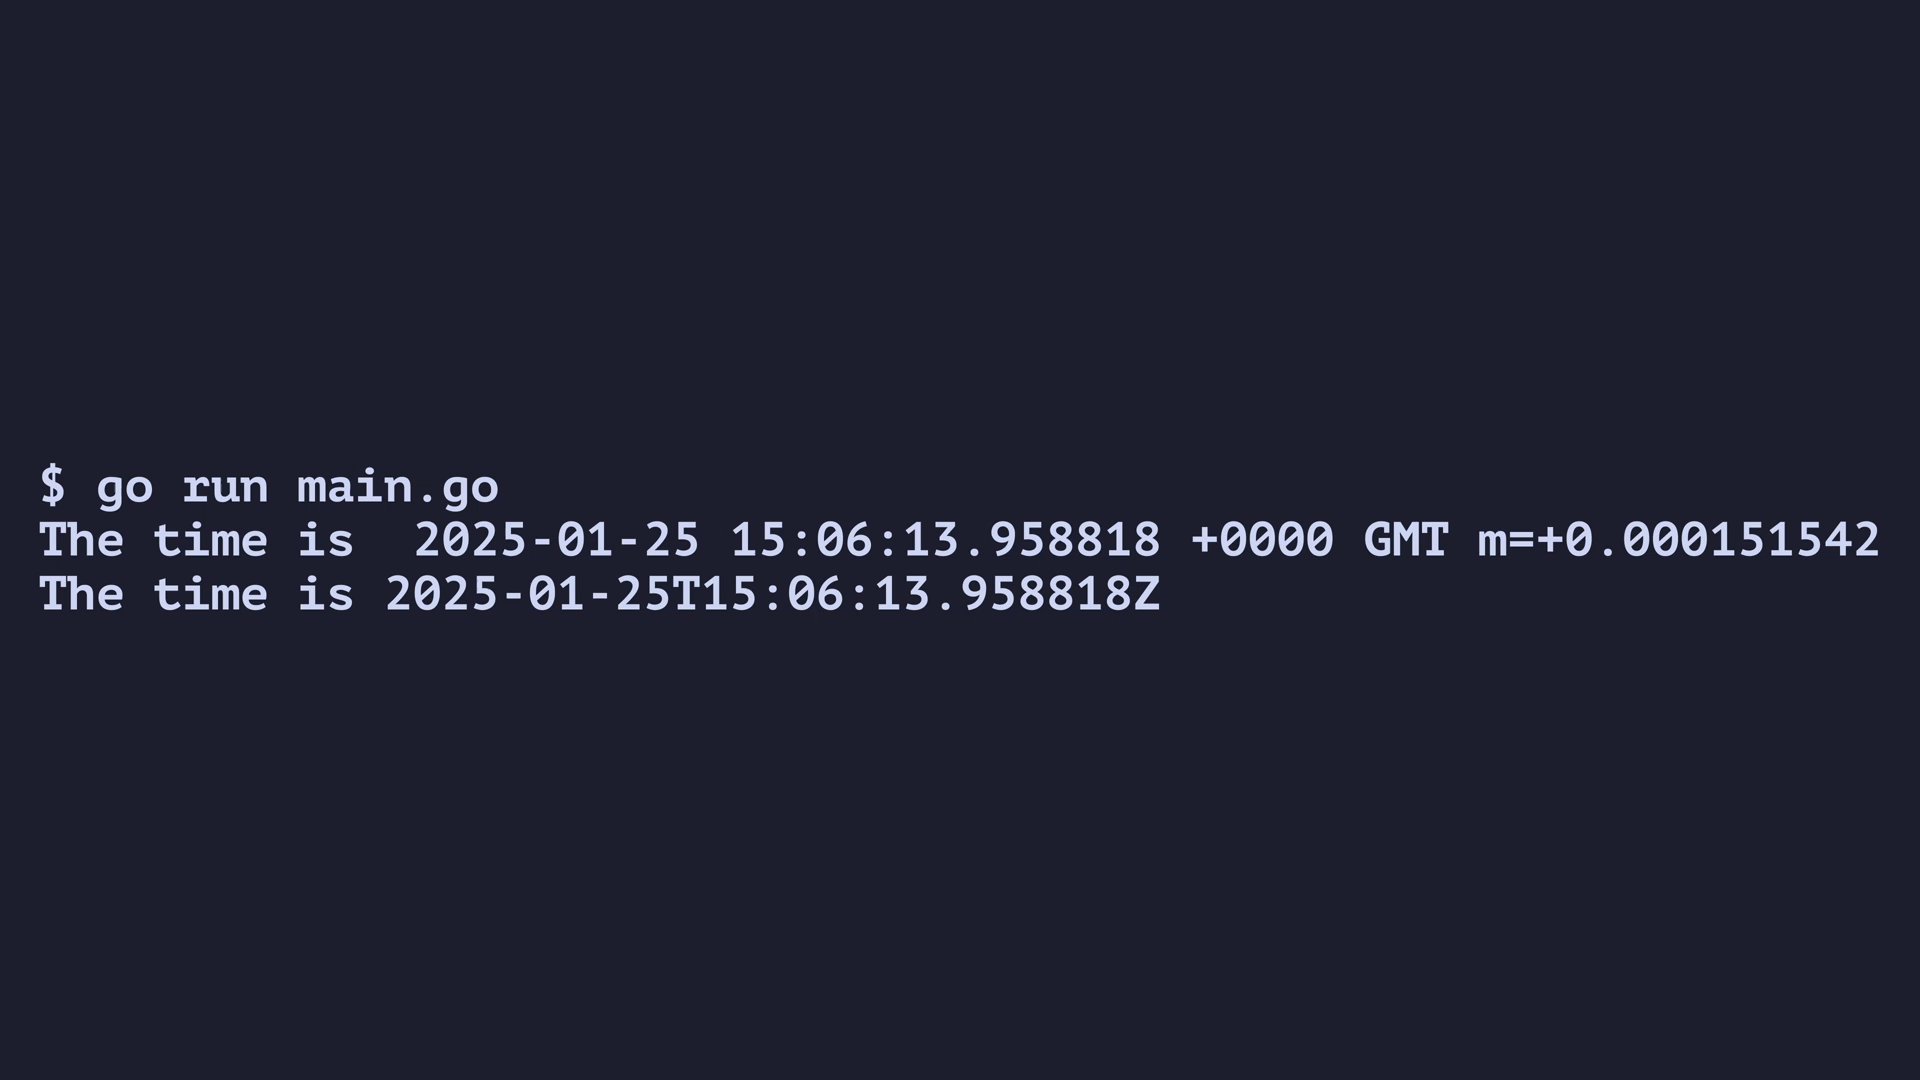 $ go run main.go
The time is  2025-01-25 15:06:13.958818 +0000 GMT m=+0.000151542
The time is 2025-01-25T15:06:13.958818Z